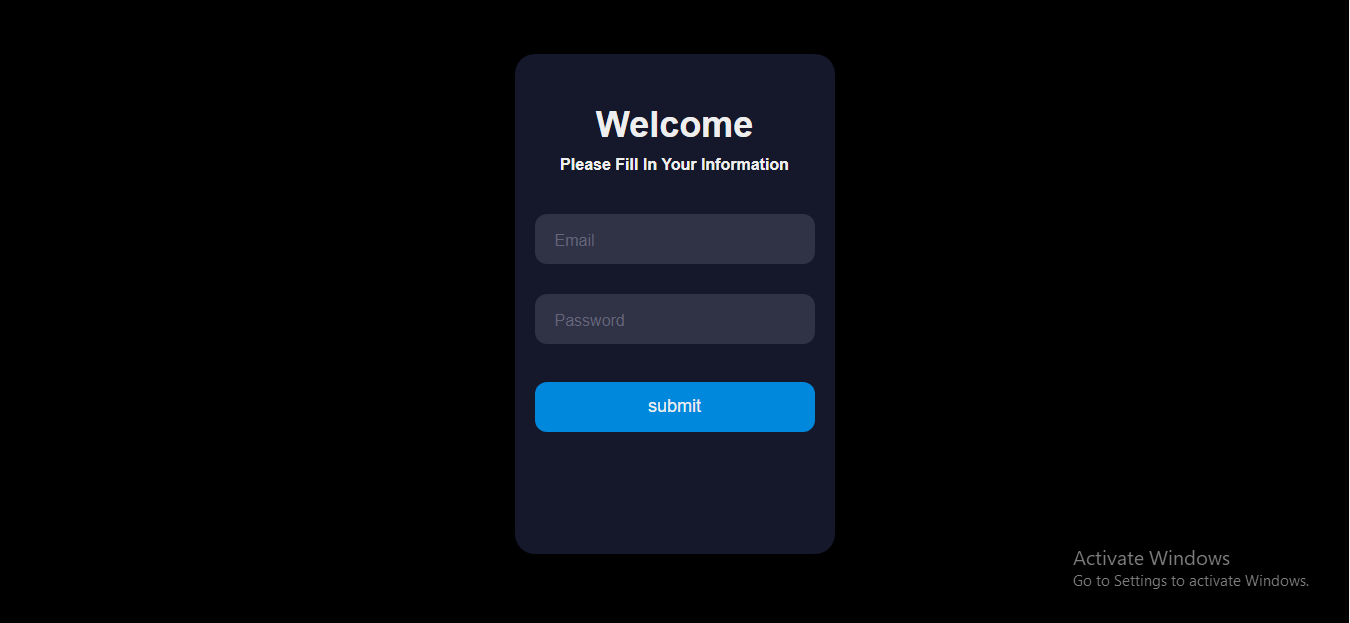 Welcome
Please Fill In Your Information
Email
Password
submit
Activate Windows
Go to Settings to activate Windows.